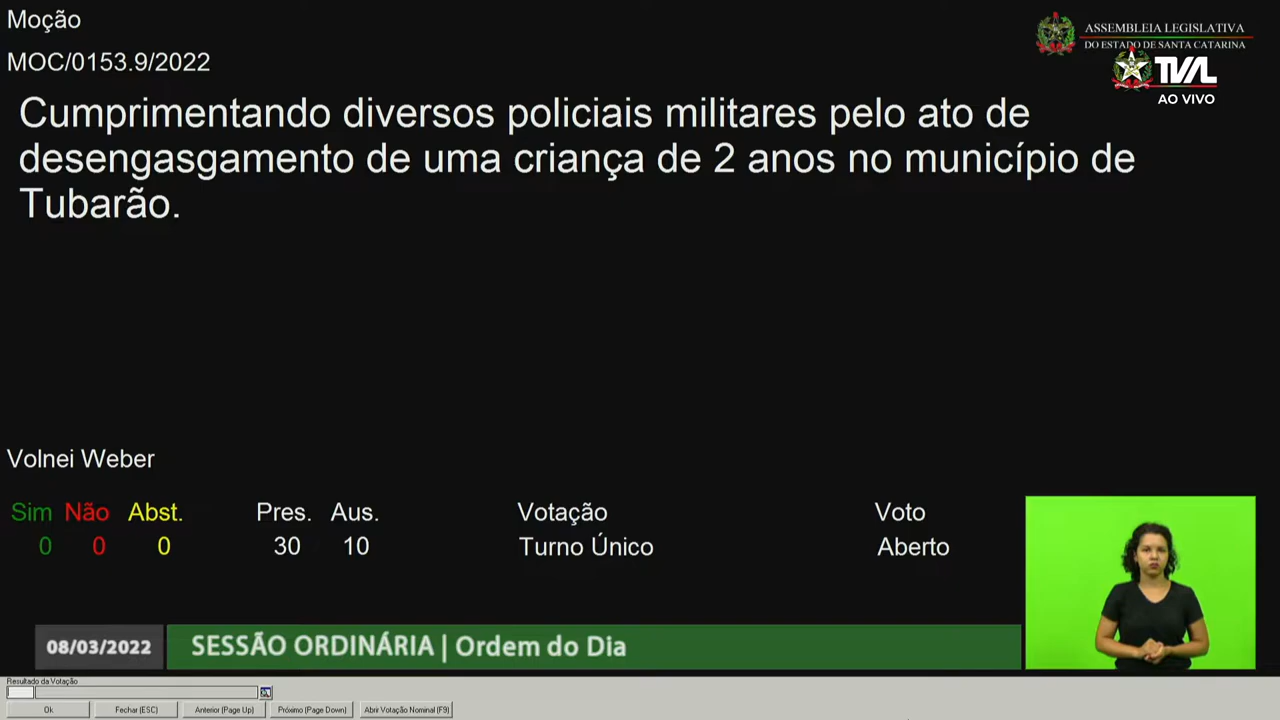 Moção
MOC/0153.9/2022
ASSEMBLEIA LEGISLATIVA
DO ESTADO DE SANTA CATARINA
TVAL
AO VIVO
Cumprimentando diversos policiais militares pelo ato de
desengasgamento de uma criança de 2 anos no município de
Tubarão.
Volnei Weber
Sim Não Abst. Pres. Aus. Votação Voto
0 0 0 30 10 Turno Único Aberto
08/03/2022 SESSÃO ORDINÁRIA | Ordem do Dia
Resultado da Votação
Ok Fechar (ESC) Anterior (Page Up) Próximo (Page Down) Abrir Votação Nominal (F9)